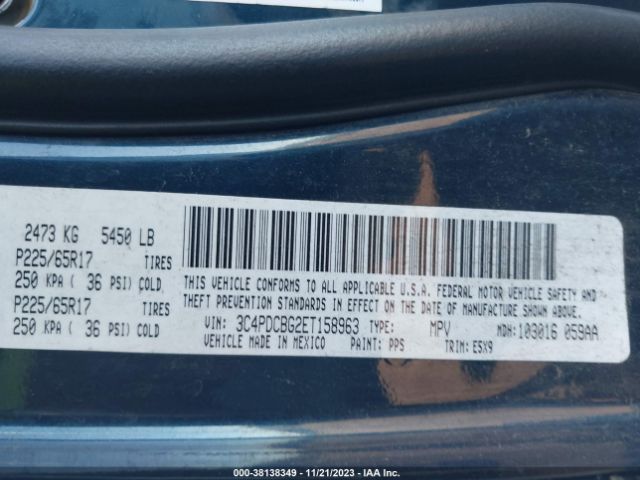 2473 KG 5450 LB
P225/65R17 TIRES
250 KPA ( 36 PSI) COLD
P225/65R17 TIRES
250 KPA ( 36 PSI) COLD
THIS VEHICLE CONFORMS TO ALL APPLICABLE U.S.A. FEDERAL MOTOR VEHICLE SAFETY AND
THEFT PREVENTION STANDARDS IN EFFECT ON THE DATE OF MANUFACTURE SHOWN ABOVE.
VIN: 3C4PDCBG2ET158963 TYPE: MPV MDH:103016 059AA
VEHICLE MADE IN MEXICO PAINT: PPS TRIM: E5X9
00-38138349 - 11/21/2023 - IAA Inc.